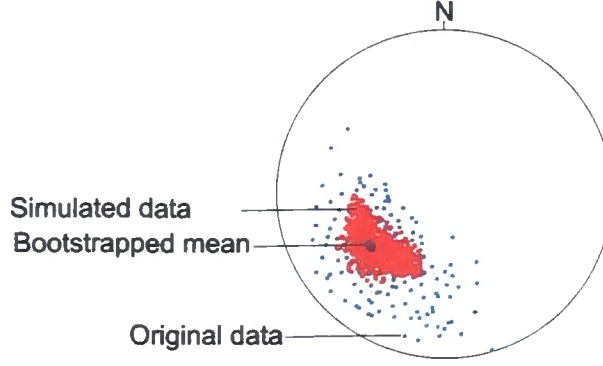 N
Simulated data
Bootstrapped mean
Original data